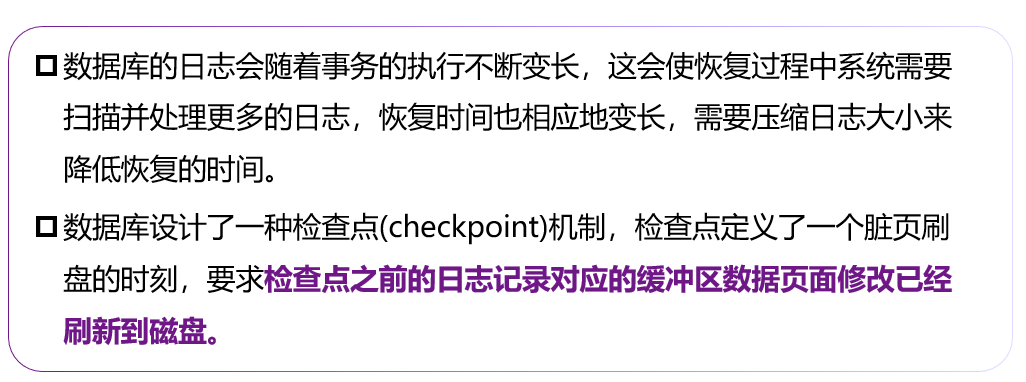 数据库的日志会随着事务的执行不断变长，这会使恢复过程中系统需要
扫描并处理更多的日志，恢复时间也相应地变长，需要压缩日志大小来
降低恢复的时间。
数据库设计了一种检查点(checkpoint)机制，检查点定义了一个脏页刷
盘的时刻，要求检查点之前的日志记录对应的缓冲区数据页面修改已经
刷新到磁盘。